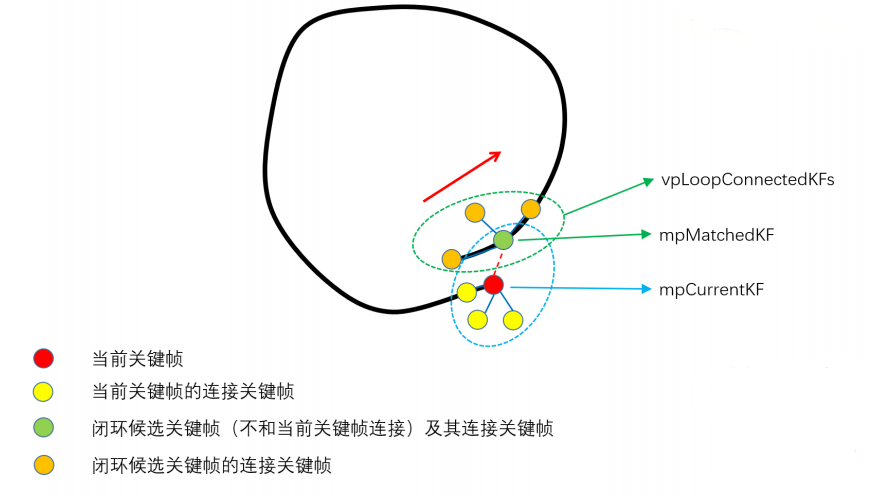 vpLoopConnectedKFs
mpMatchedKF
mpCurrentKF
当前关键帧
当前关键帧的连接关键帧
闭环候选关键帧（不和当前关键帧连接）及其连接关键帧
闭环候选关键帧的连接关键帧